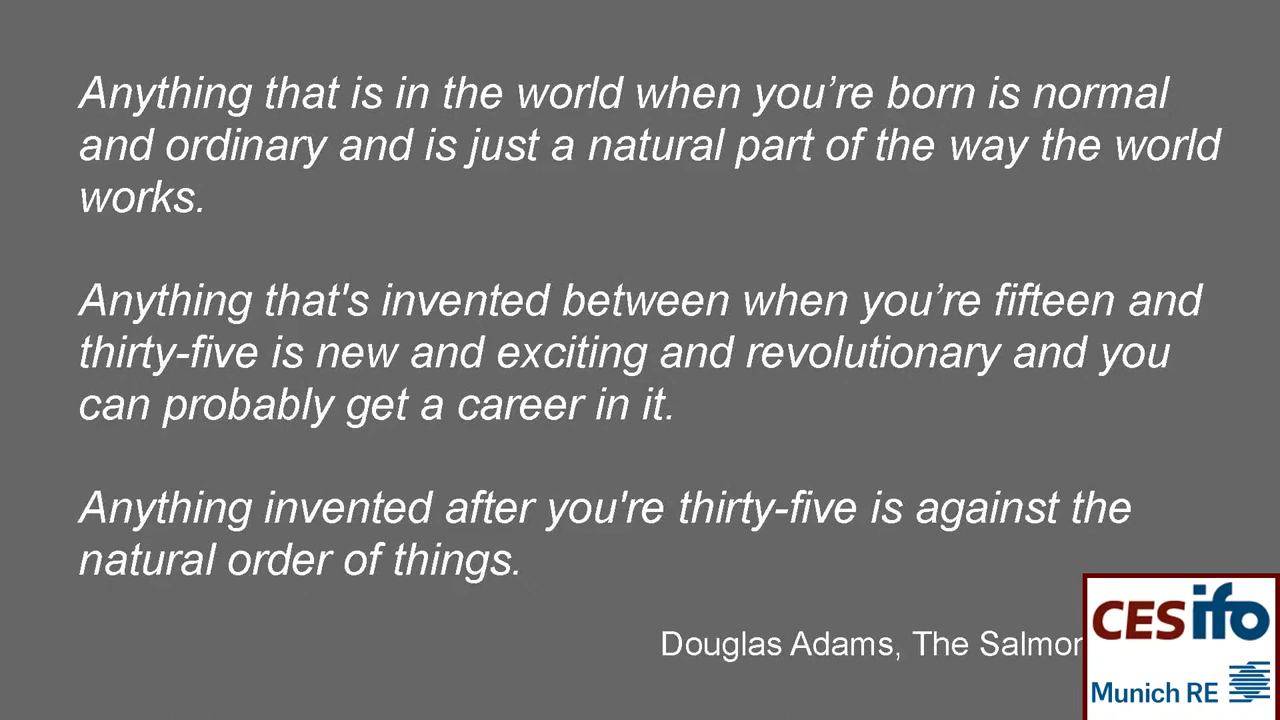 Anything that is in the world when you’re born is normal
and ordinary and is just a natural part of the way the world
works.
Anything that's invented between when you’re fifteen and
thirty-five is new and exciting and revolutionary and you
can probably get a career in it.
Anything invented after you're thirty-five is against the
natural order of things.
Douglas Adams, The Salmon
CESifo
Munich RE